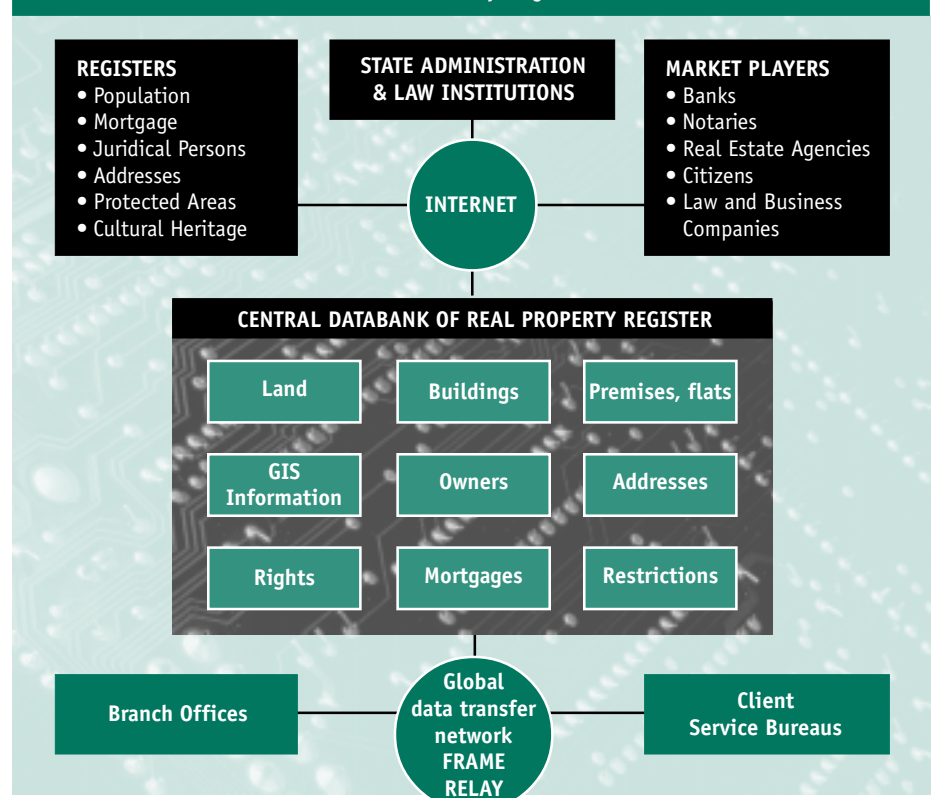 REGISTERS
• Population
• Mortgage
• Juridical Persons
• Addresses
• Protected Areas
• Cultural Heritage
STATE ADMINISTRATION
& LAW INSTITUTIONS
MARKET PLAYERS
• Banks
• Notaries
• Real Estate Agencies
• Citizens
• Law and Business
Companies
INTERNET
CENTRAL DATABANK OF REAL PROPERTY REGISTER
Land
Buildings
Premises, flats
GIS
Information
Owners
Addresses
Rights
Mortgages
Restrictions
Branch Offices
Global
data transfer
network
FRAME
RELAY
Client
Service Bureaus